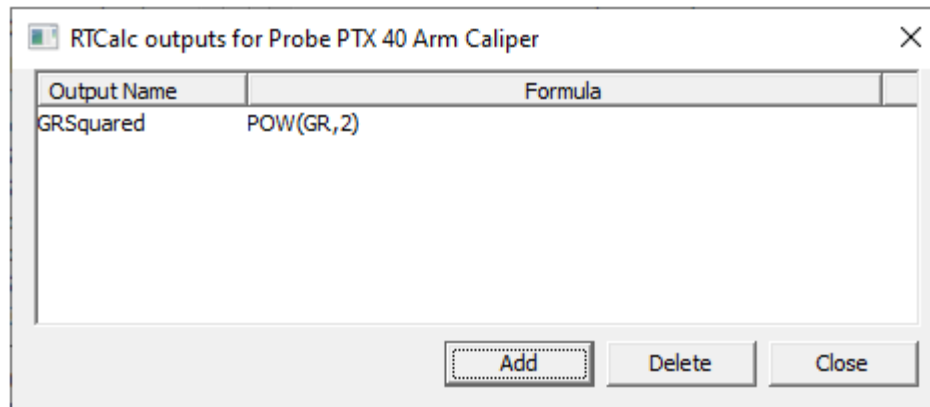 RTCalc outputs for Probe PTX 40 Arm Caliper
Output Name Formula
GRSquared POW(GR,2)
Add Delete Close